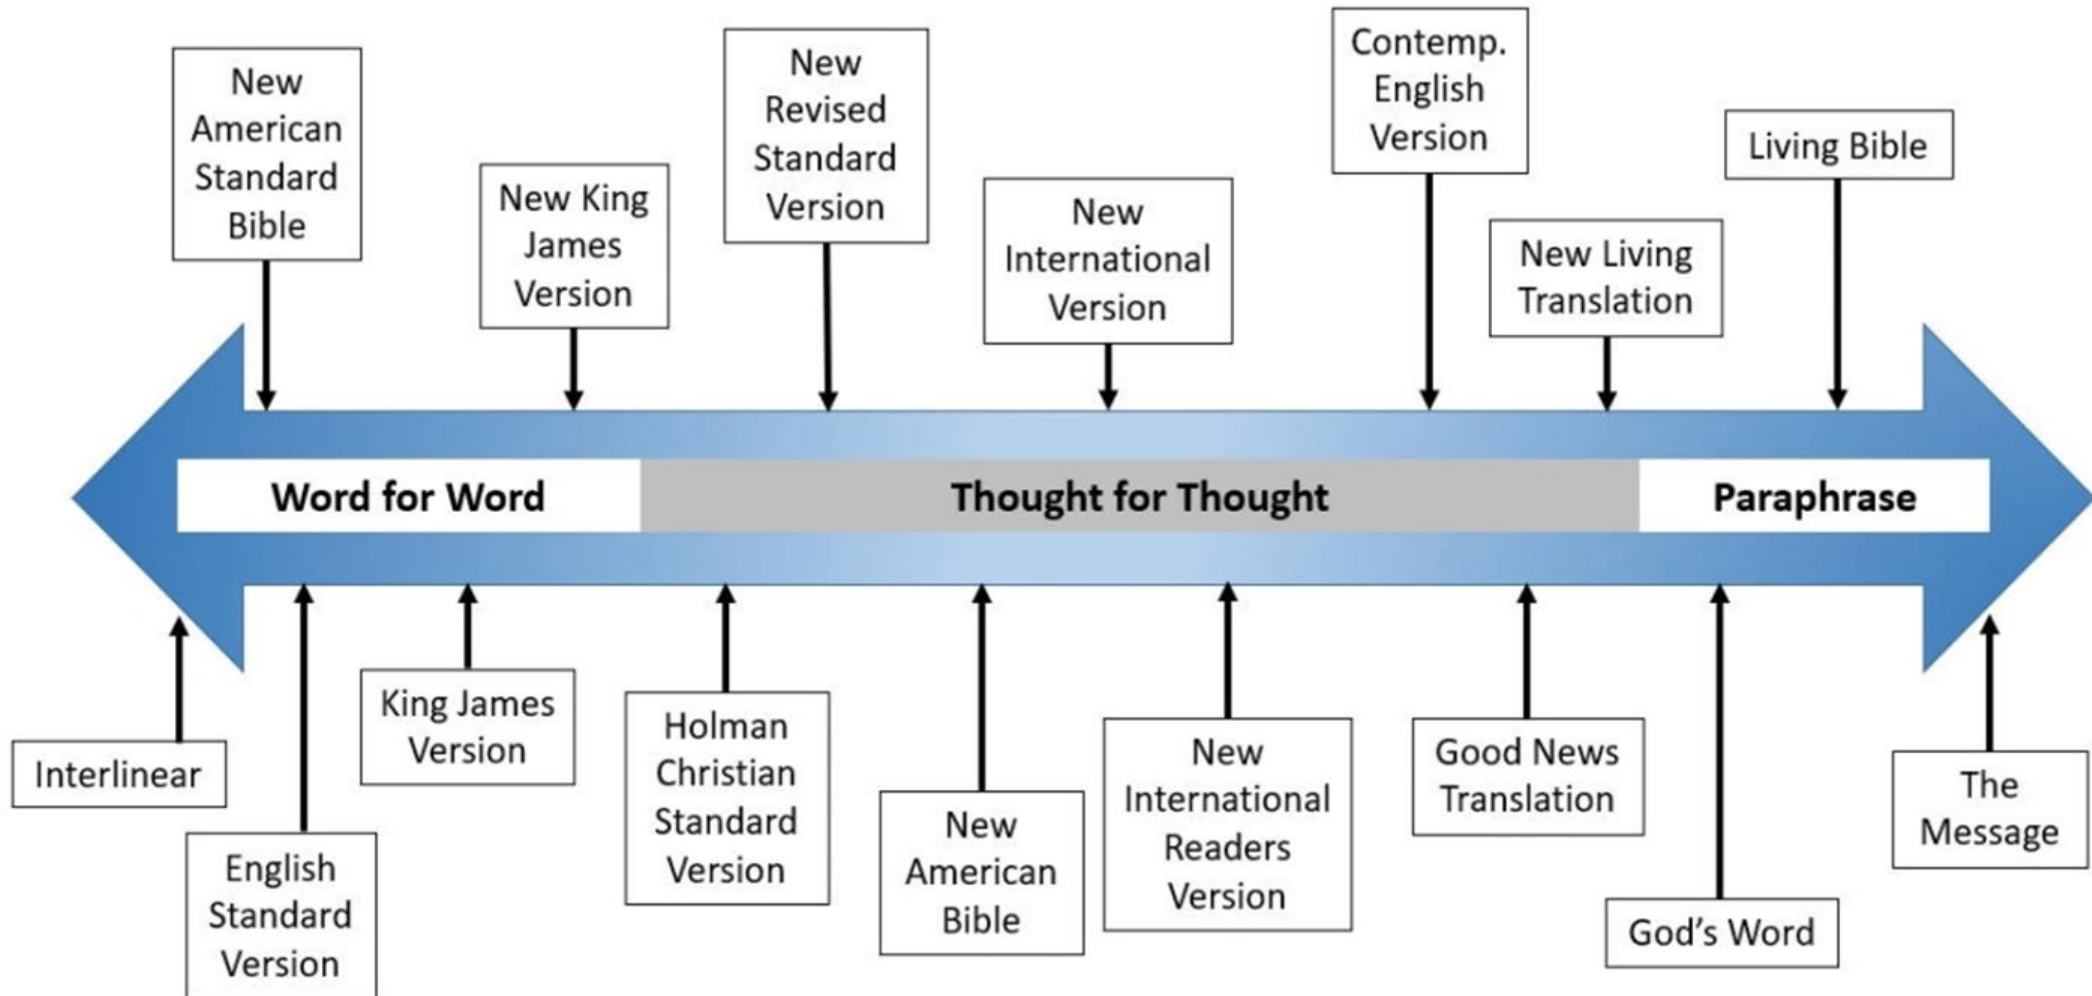 New
American
Standard
Bible
New King
James
Version
New
Revised
Standard
Version
New
International
Version
Contemp.
English
Version
New Living
Translation
Living Bible
Word for Word
Thought for Thought
Paraphrase
Interlinear
English
Standard
Version
King James
Version
Holman
Christian
Standard
Version
New
American
Bible
New
International
Readers
Version
Good News
Translation
God’s Word
The
Message